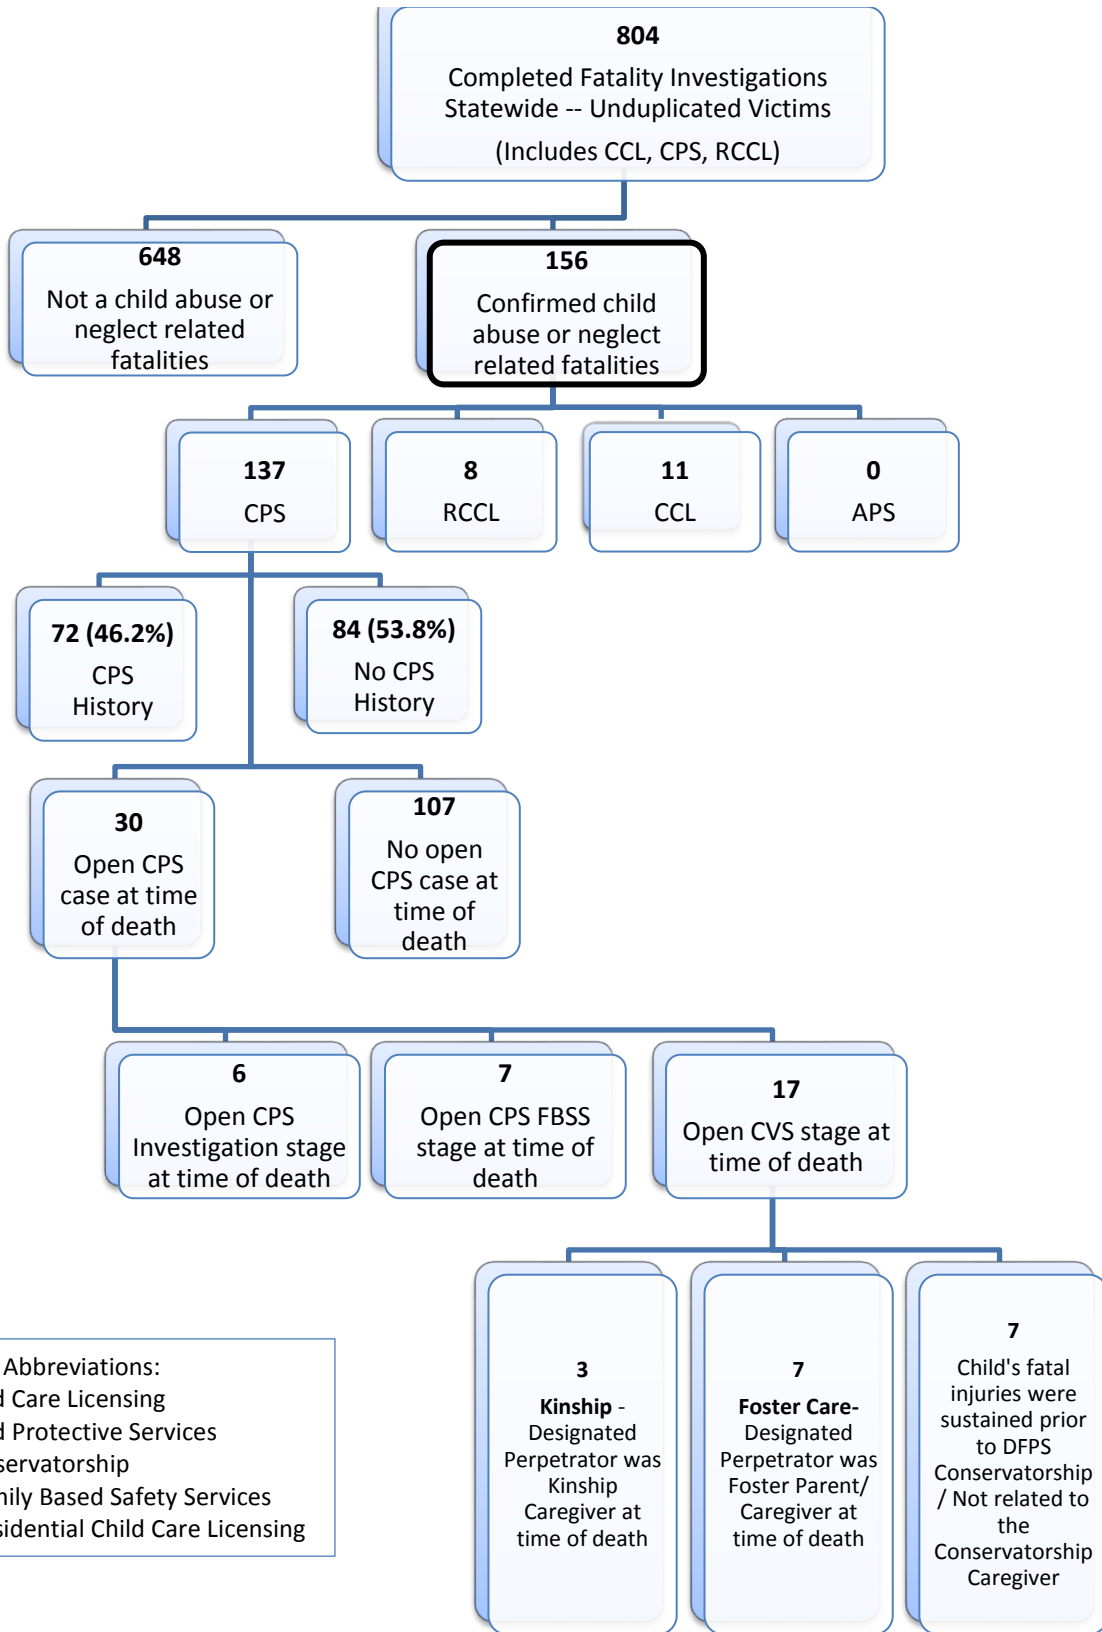 804
Completed Fatality Investigations
Statewide -- Unduplicated Victims
(Includes CCL, CPS, RCCL)
648
Not a child abuse or
neglect related
fatalities
156
Confirmed child
abuse or neglect
related fatalities
137
CPS
8
RCCL
11
CCL
0
APS
72 (46.2%)
CPS
History
84 (53.8%)
No CPS
History
30
Open CPS
case at time
of death
107
No open
CPS case at
time of
death
6
Open CPS
Investigation stage
at time of death
7
Open CPS FBSS
stage at time of
death
17
Open CVS stage at
time of death
3
Kinship -
Designated
Perpetrator was
Kinship
Caregiver at
time of death
7
Foster Care-
Designated
Perpetrator was
Foster Parent/
Caregiver at
time of death
7
Child's fatal
injuries were
sustained prior
to DFPS
Conservatorship
/ Not related to
the
Conservatorship
Caregiver
Abbreviations:
Care Licensing
Protective Services
Based Safety Services
Child Care Licensing